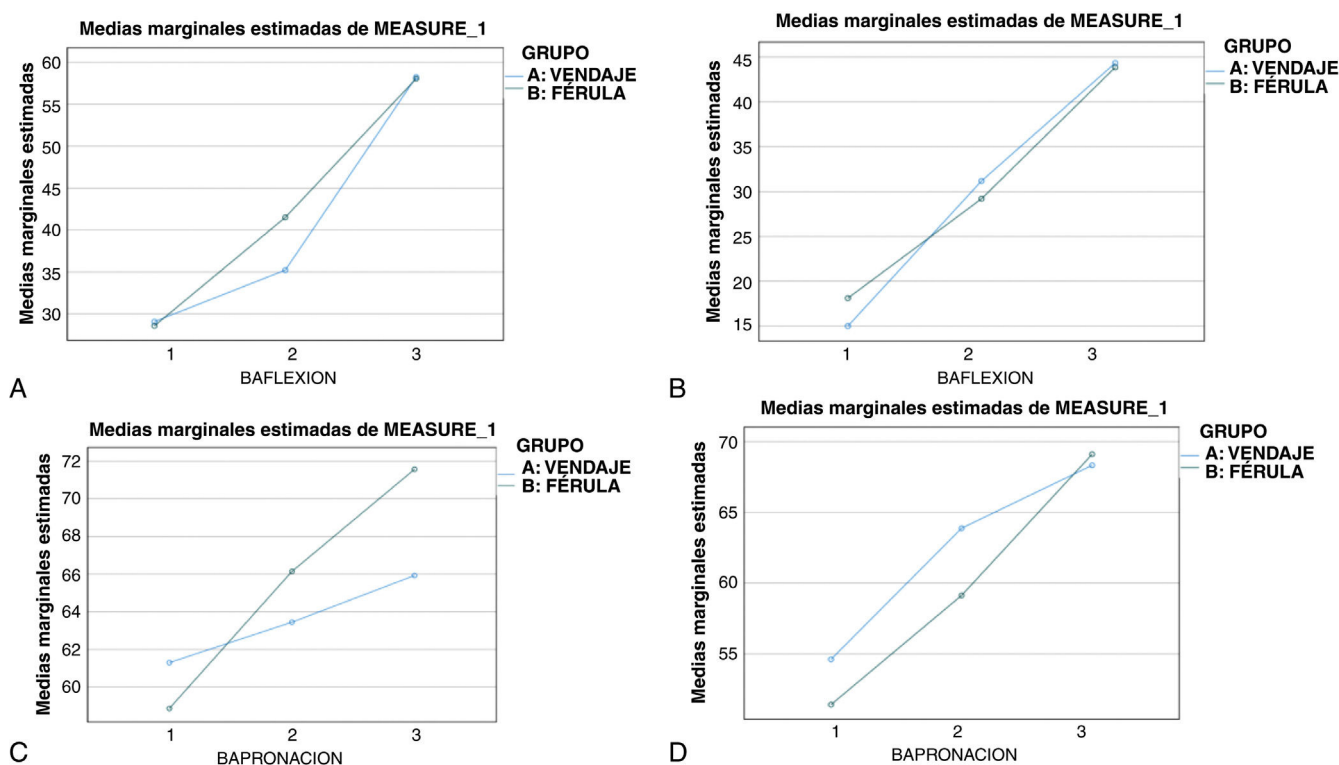 Medias marginales estimadas de MEASURE_1
GRUPO
A: VENDAJE
B: FÉRULA
Medias marginales estimadas
60
55
50
45
40
35
30
1 2 3
BAFLEXION
A
Medias marginales estimadas de MEASURE_1
GRUPO
A: VENDAJE
B: FÉRULA
Medias marginales estimadas
45
40
35
30
25
20
15
1 2 3
BAFLEXION
B
Medias marginales estimadas de MEASURE_1
GRUPO
A: VENDAJE
B: FÉRULA
Medias marginales estimadas
72
70
68
66
64
62
60
1 2 3
BAPRONACION
C
Medias marginales estimadas de MEASURE_1
GRUPO
A: VENDAJE
B: FÉRULA
Medias marginales estimadas
70
65
60
55
1 2 3
BAPRONACION
D